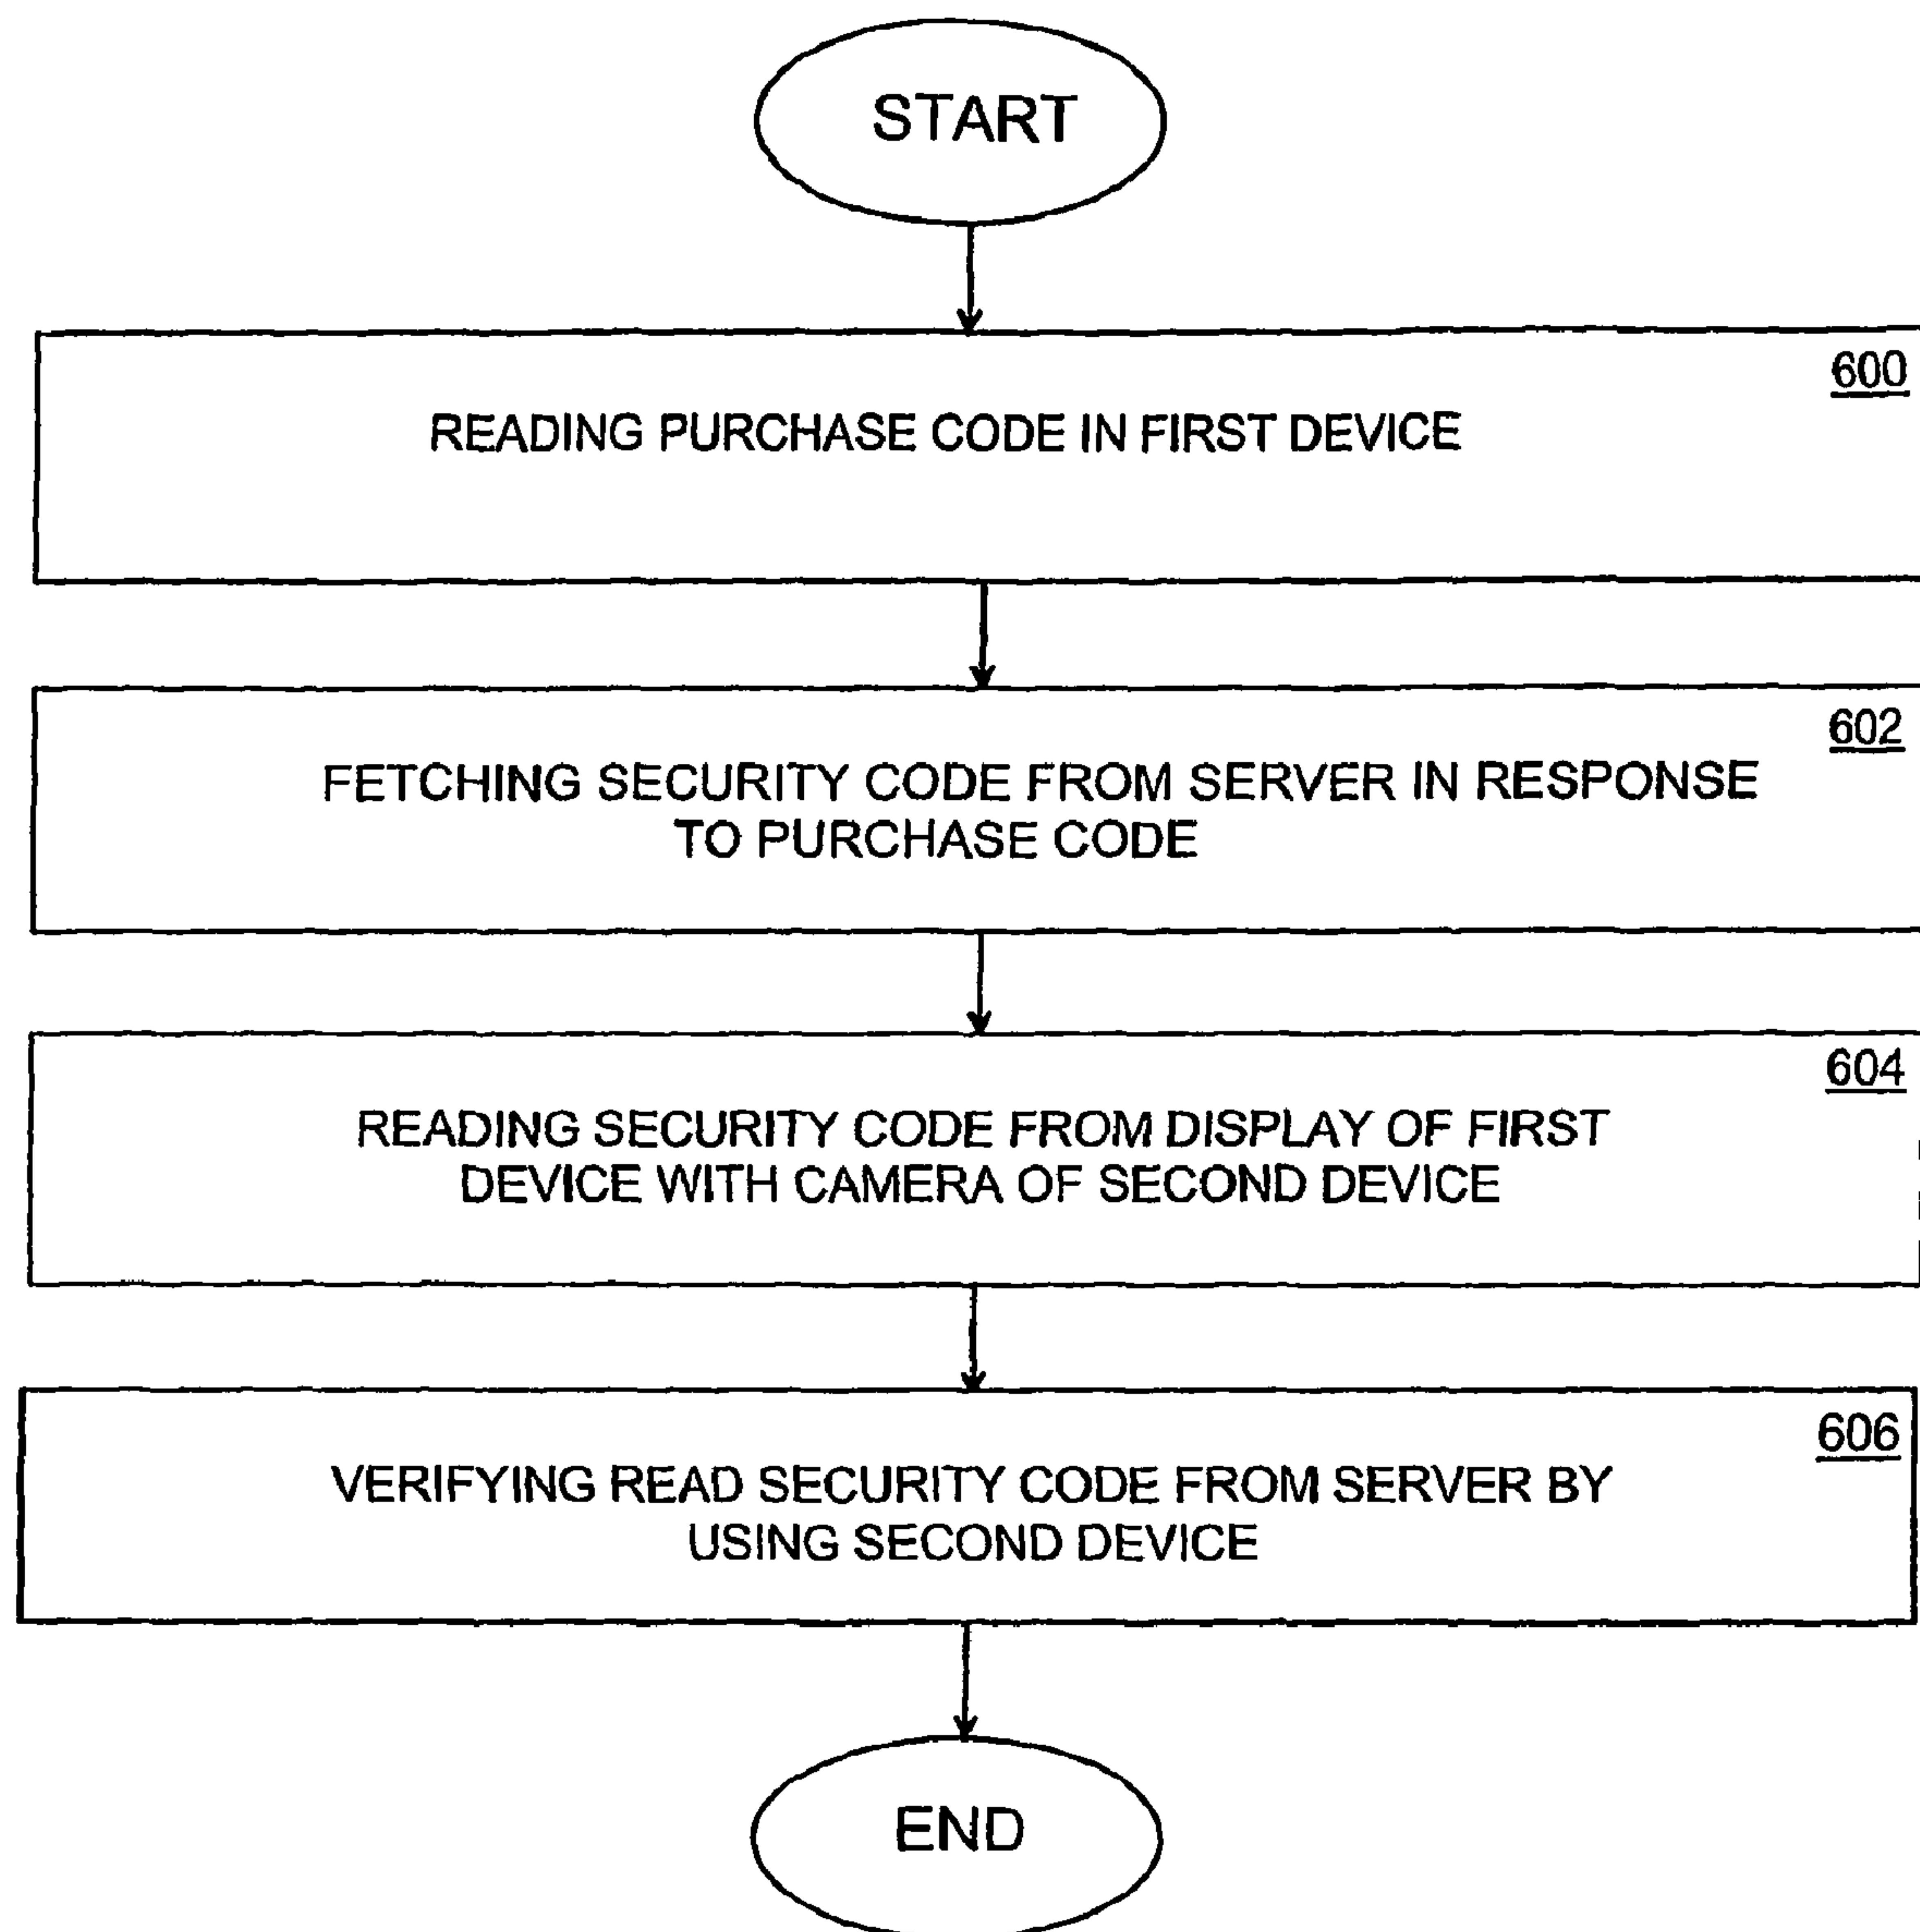 START
600
READING PURCHASE CODE IN FIRST DEVICE
602
FETCHING SECURITY CODE FROM SERVER IN RESPONSE
TO PURCHASE CODE
604
READING SECURITY CODE FROM DISPLAY OF FIRST
DEVICE WITH CAMERA OF SECOND DEVICE
606
VERIFYING READ SECURITY CODE FROM SERVER BY
USING SECOND DEVICE
END